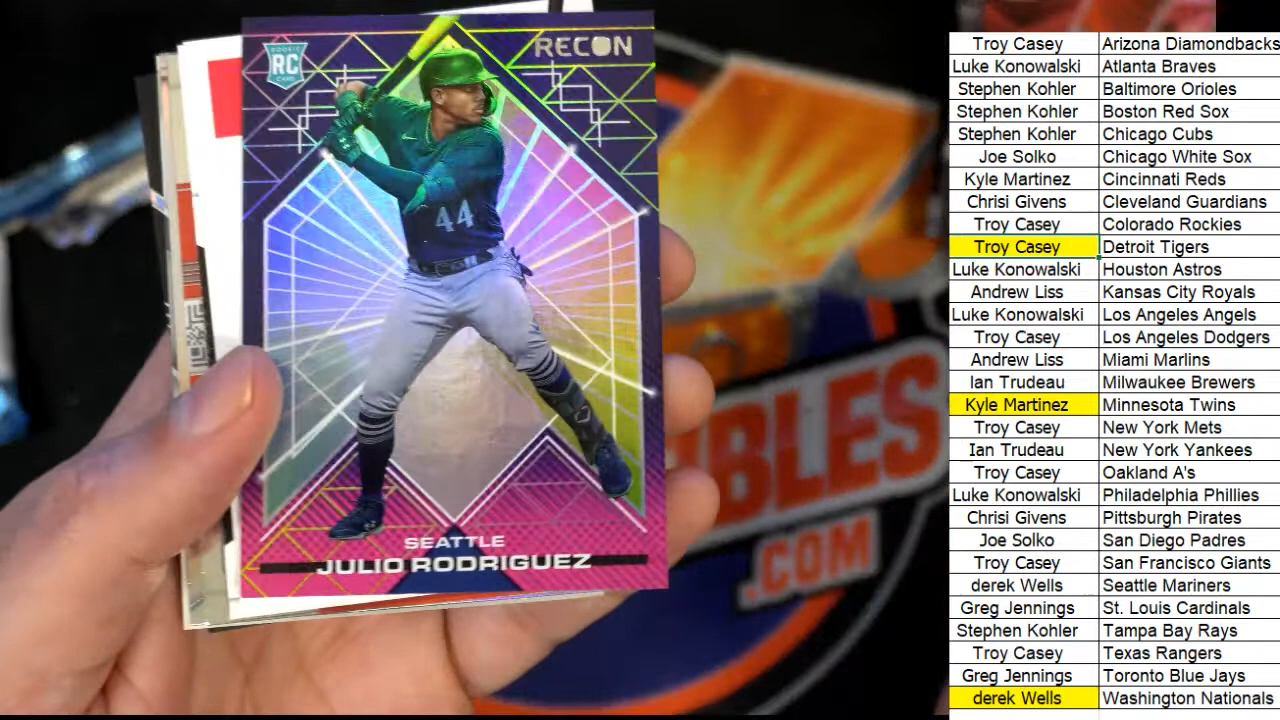 RECON
ROOKIE
RC
CARD
44
SEATTLE
JULIO RODRIGUEZ
BLES
.COM
Troy Casey Arizona Diamondbacks
Luke Konowalski Atlanta Braves
Stephen Kohler Baltimore Orioles
Stephen Kohler Boston Red Sox
Stephen Kohler Chicago Cubs
Joe Solko Chicago White Sox
Kyle Martinez Cincinnati Reds
Chrisi Givens Cleveland Guardians
Troy Casey Colorado Rockies
Troy Casey Detroit Tigers
Luke Konowalski Houston Astros
Andrew Liss Kansas City Royals
Luke Konowalski Los Angeles Angels
Troy Casey Los Angeles Dodgers
Andrew Liss Miami Marlins
Ian Trudeau Milwaukee Brewers
Kyle Martinez Minnesota Twins
Troy Casey New York Mets
Ian Trudeau New York Yankees
Troy Casey Oakland A's
Luke Konowalski Philadelphia Phillies
Chrisi Givens Pittsburgh Pirates
Joe Solko San Diego Padres
Troy Casey San Francisco Giants
derek Wells Seattle Mariners
Greg Jennings St. Louis Cardinals
Stephen Kohler Tampa Bay Rays
Troy Casey Texas Rangers
Greg Jennings Toronto Blue Jays
derek Wells Washington Nationals